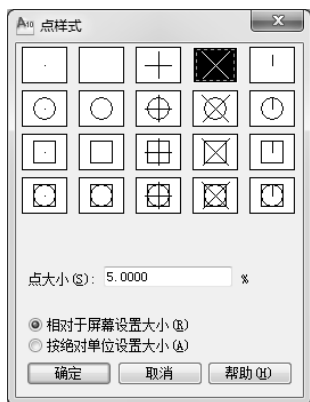 A10 点样式
点大小(S): 5.0000 %
相对于屏幕设置大小(R)
按绝对单位设置大小(A)
确定 取消 帮助(H)